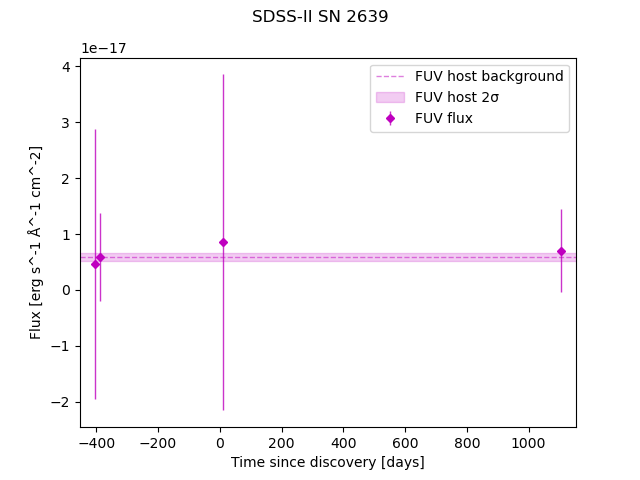 SDSS-II SN 2639
1e−17
FUV host background
FUV host 2σ
FUV flux
4
3
2
1
0
−1
−2
Flux [erg s^-1 Å^-1 cm^-2]
−400
−200
0
200
400
600
800
1000
Time since discovery [days]